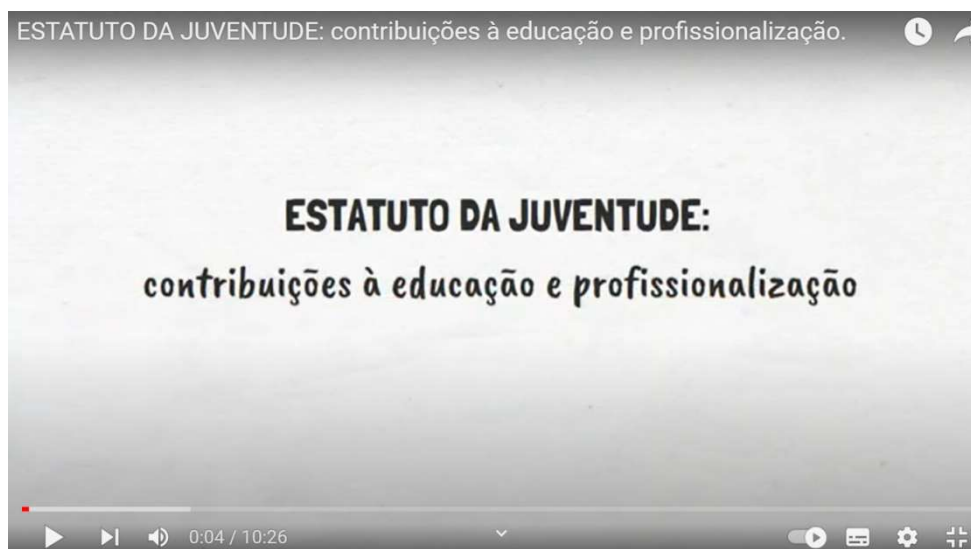 ESTATUTO DA JUVENTUDE: contribuições à educação e profissionalização.
ESTATUTO DA JUVENTUDE:
contribuições à educação e profissionalização
0:04 / 10:26